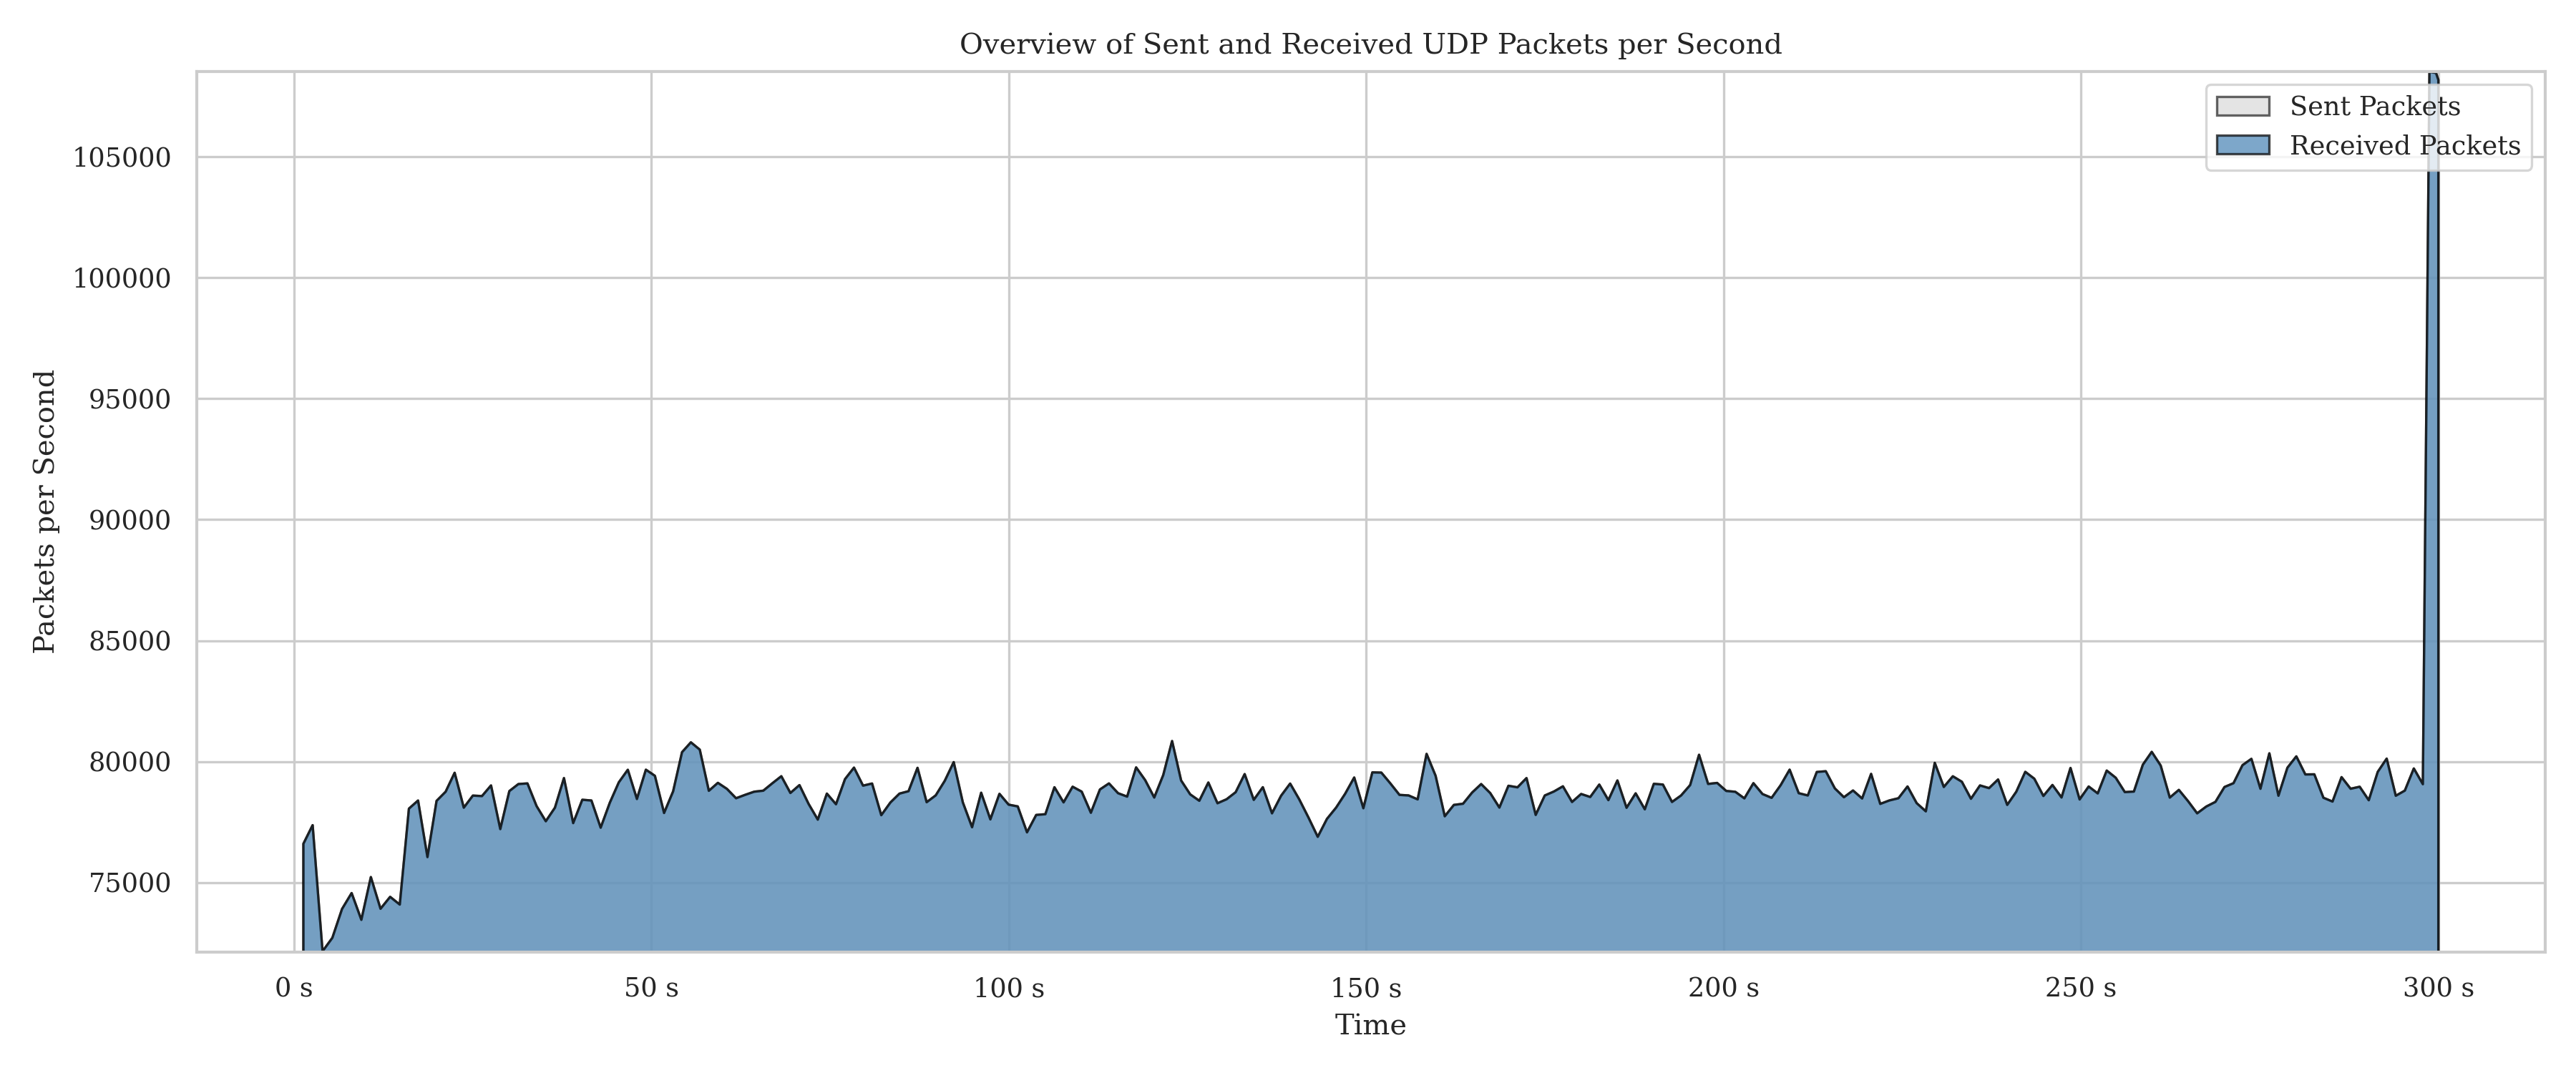 Overview of Sent and Received UDP Packets per Second
Sent Packets
Received Packets
Packets per Second
105000
100000
95000
90000
85000
80000
75000
0 s
50 s
100 s
150 s
200 s
250 s
300 s
Time